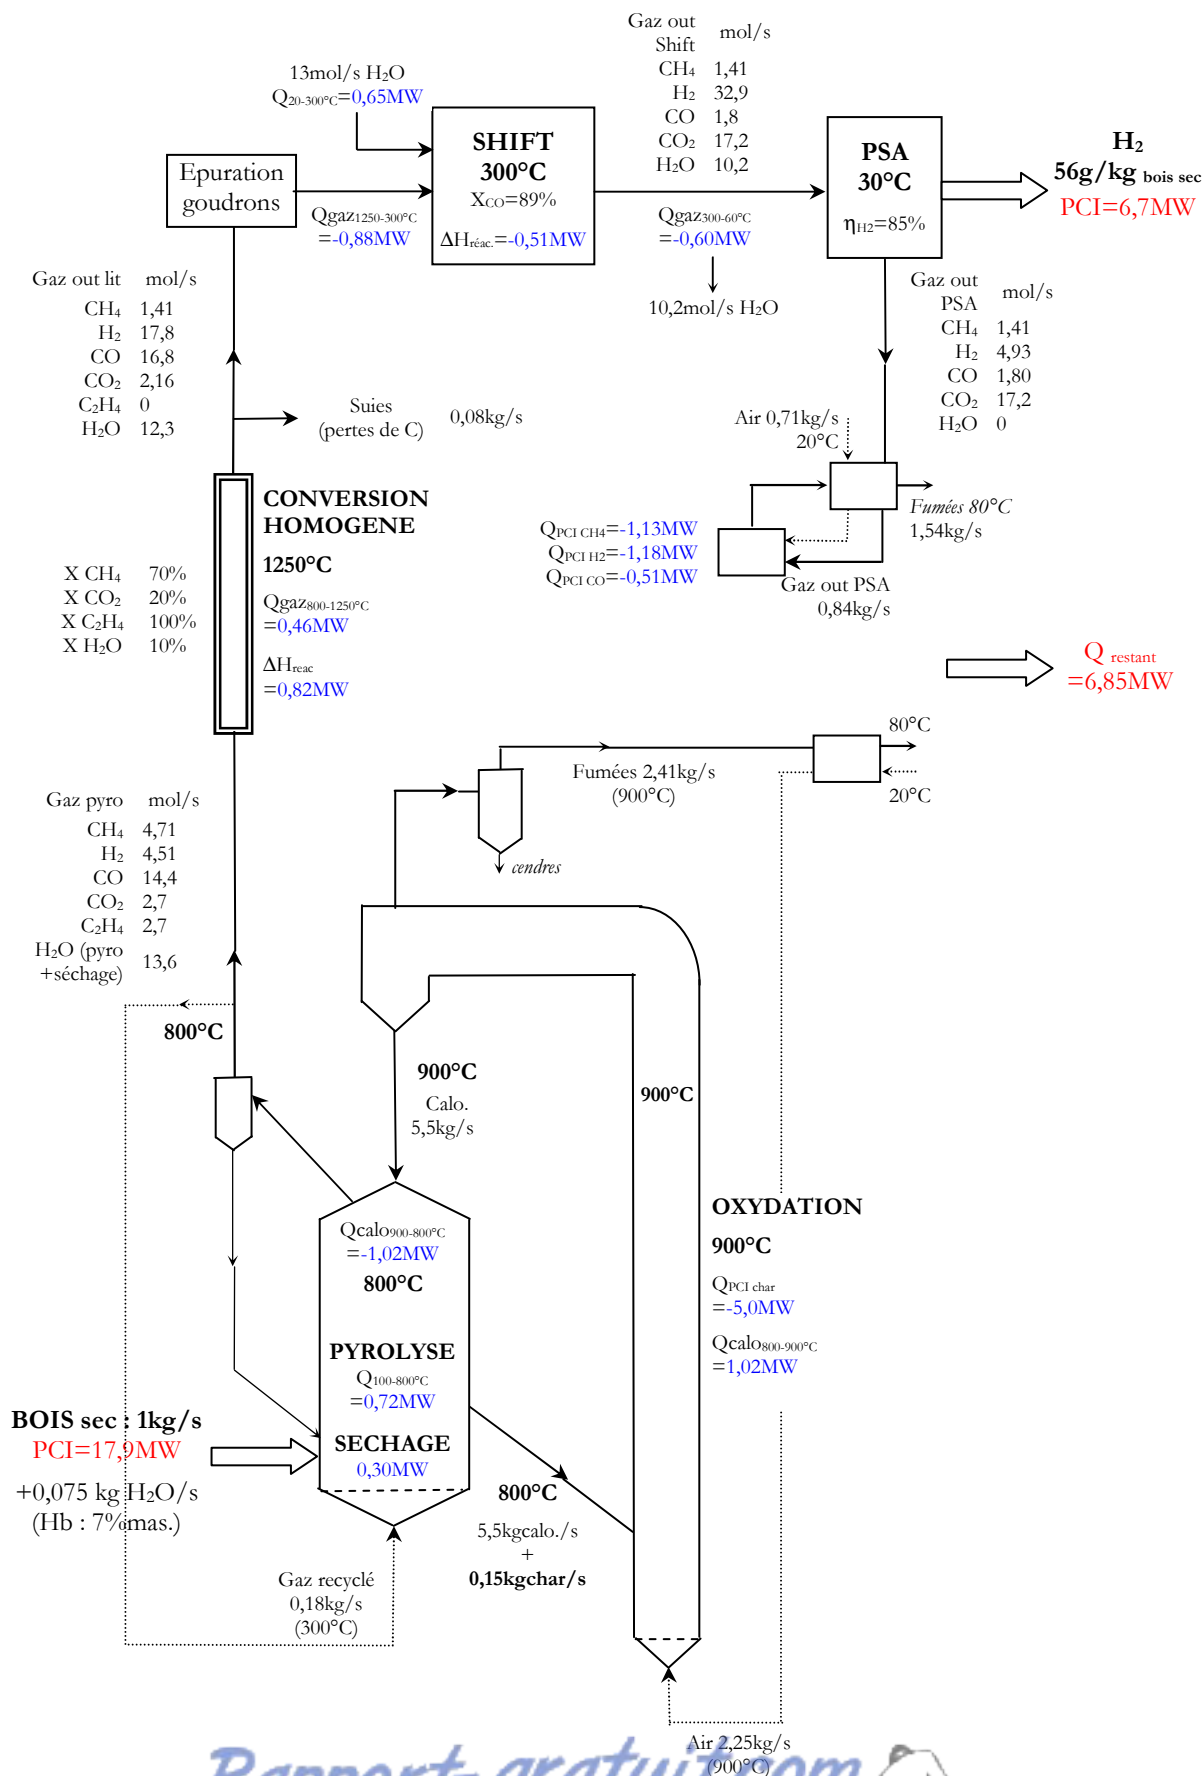 Gaz out
Shift
mol/s
CH₄ 1,41
H₂ 32,9
CO 1,8
CO₂ 17,2
H₂O 10,2
13mol/s H₂O
Q20-300°C=0,65MW
SHIFT
300°C
XCO=89%
ΔHréac.=-0,51MW
PSA
30°C
ηH2=85%
H₂
56g/kg bois sec
PCI=6,7MW
Epuration
goudrons
Qgaz1250-300°C
=-0,88MW
Qgaz300-60°C
=-0,60MW
10,2mol/s H₂O
Gaz out lit mol/s
CH₄ 1,41
H₂ 17,8
CO 16,8
CO₂ 2,16
C₂H₄ 0
H₂O 12,3
Gaz out
PSA
mol/s
CH₄ 1,41
H₂ 4,93
CO 1,80
CO₂ 17,2
H₂O 0
Suies
(pertes de C)
0,08kg/s
Air 0,71kg/s
20°C
Fumées 80°C
1,54kg/s
QPCI CH4=-1,13MW
QPCI H2=-1,18MW
QPCI CO=-0,51MW
Gaz out PSA
0,84kg/s
CONVERSION
HOMOGENE
1250°C
X CH₄ 70%
X CO₂ 20%
X C₂H₄ 100%
X H₂O 10%
Qgaz800-1250°C
=0,46MW
ΔHreac
=0,82MW
Q restant
=6,85MW
80°C
20°C
Fumées 2,41kg/s
(900°C)
cendres
Gaz pyro mol/s
CH₄ 4,71
H₂ 4,51
CO 14,4
CO₂ 2,7
C₂H₄ 2,7
H₂O (pyro
+séchage)
13,6
800°C
900°C
Calo.
5,5kg/s
900°C
OXYDATION
900°C
QPCI char
=-5,0MW
Qcalo800-900°C
=1,02MW
Qcalo900-800°C
=-1,02MW
800°C
PYROLYSE
Q100-800°C
=0,72MW
SECHAGE
0,30MW
BOIS sec : 1kg/s
PCI=17,9MW
+0,075 kg H₂O/s
(Hb : 7%mas.)
800°C
5,5kgcalo./s
+
0,15kgchar/s
Gaz recyclé
0,18kg/s
(300°C)
Air 2,25kg/s
(900°C)
Rapport-gratuit.com